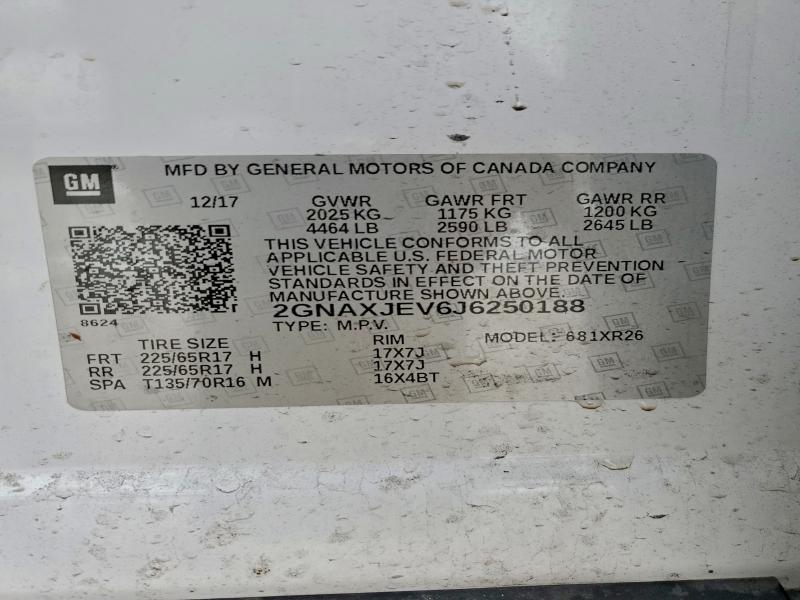 GM MFD BY GENERAL MOTORS OF CANADA COMPANY
12/17 GVWR GAWR FRT GAWR RR
2025 KG 1175 KG 1200 KG
4464 LB 2590 LB 2645 LB
THIS VEHICLE CONFORMS TO ALL
APPLICABLE U.S. FEDERAL MOTOR
VEHICLE SAFETY AND THEFT PREVENTION
STANDARDS IN EFFECT ON THE DATE OF
MANUFACTURE SHOWN ABOVE.
2GNAXJEV6J6250188
8624
TYPE: M.P.V. MODEL: 681XR26
TIRE SIZE RIM
FRT 225/65R17 H 17X7J
RR 225/65R17 H 17X7J
SPA T135/70R16 M 16X4BT